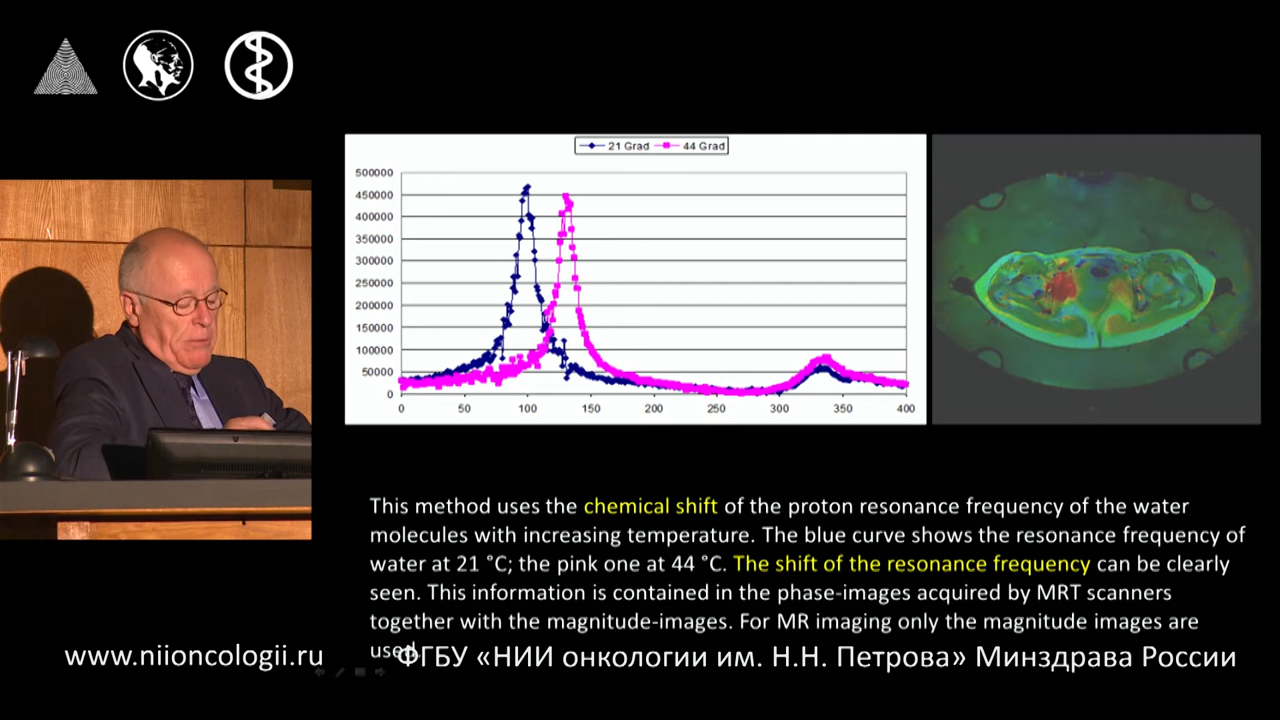 21 Grad 44 Grad
500000
450000
400000
350000
300000
250000
200000
150000
100000
50000
0
0 50 100 150 200 250 300 350 400
This method uses the chemical shift of the proton resonance frequency of the water
molecules with increasing temperature. The blue curve shows the resonance frequency of
water at 21 °C; the pink one at 44 °C. The shift of the resonance frequency can be clearly
seen. This information is contained in the phase-images acquired by MRT scanners
together with the magnitude-images. For MR imaging only the magnitude images are
used.
www.niioncologii.ru ФГБУ «НИИ онкологии им. Н.Н. Петрова» Минздрава России